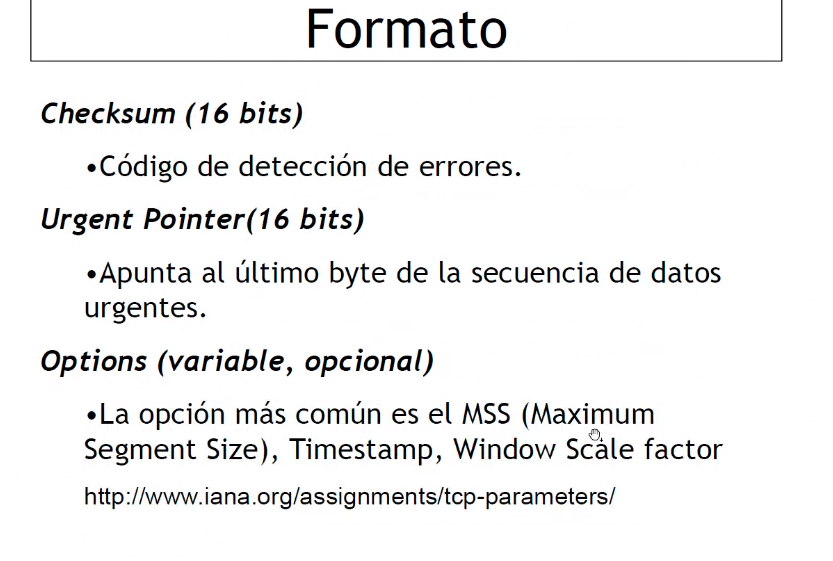 Formato
Checksum (16 bits)
•Código de detección de errores.
Urgent Pointer(16 bits)
•Apunta al último byte de la secuencia de datos
urgentes.
Options (variable, opcional)
•La opción más común es el MSS (Maximum
Segment Size), Timestamp, Window Scale factor
http://www.iana.org/assignments/tcp-parameters/